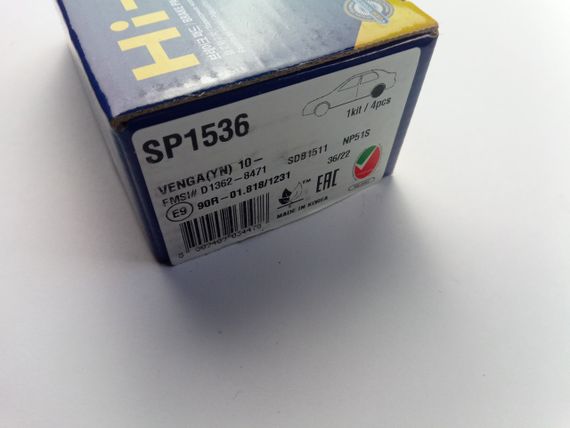 Hi-
SP1536
1kit / 4pcs
VENGA(YN) 10-
SDB1511
NP51S
FMSI# D1362-8471
36/22
E9 90R-01.818/1231
EAC
MADE IN KOREA